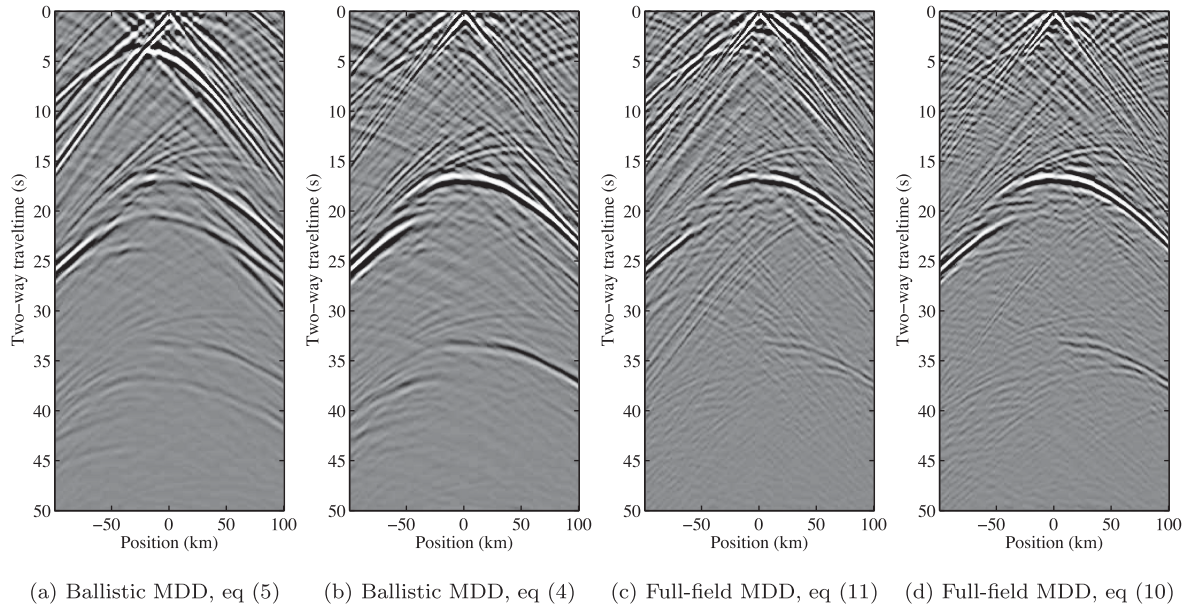 0 0 0 0
5 5 5 5
10 10 10 10
15 15 15 15
20 20 20 20
25 25 25 25
30 30 30 30
35 35 35 35
40 40 40 40
45 45 45 45
50 50 50 50
Two−way traveltime (s) Two−way traveltime (s) Two−way traveltime (s) Two−way traveltime (s)
−50 0 50 100 −50 0 50 100 −50 0 50 100 −50 0 50 100
Position (km) Position (km) Position (km) Position (km)
(a) Ballistic MDD, eq (5) (b) Ballistic MDD, eq (4) (c) Full-field MDD, eq (11) (d) Full-field MDD, eq (10)